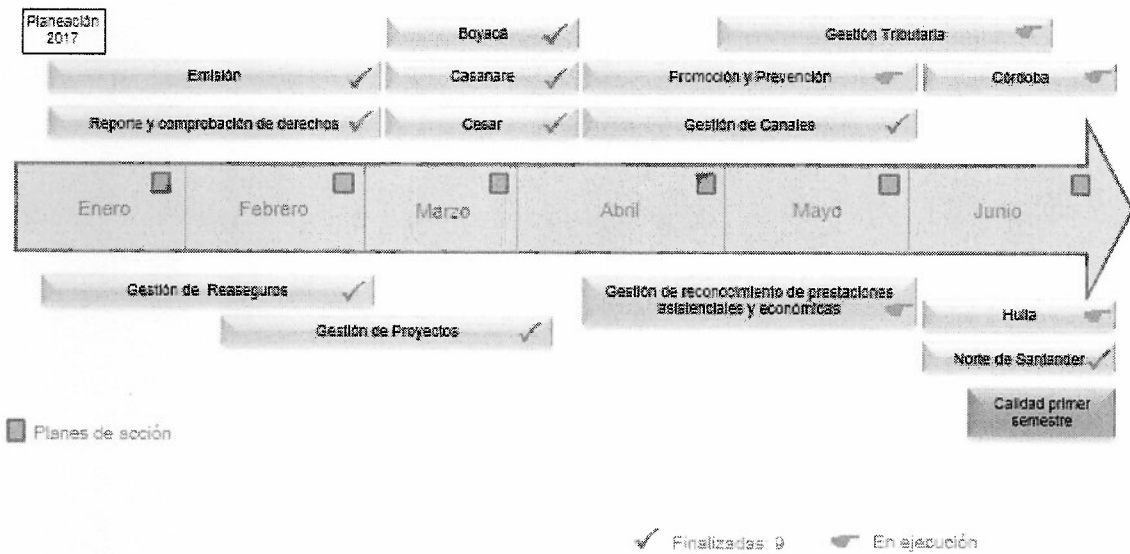 Planeación
2017
Boyacá
Gestión Tributaria
Emisión
Casanare
Promoción y Prevención
Córdoba
Reporte y comprobación de derechos
Cesar
Gestión de Canales
Enero
Febrero
Marzo
Abril
Mayo
Junio
Gestión de Reaseguros
Gestión de reconocimiento de prestaciones
asistenciales y económicas
Gestión de Proyectos
Huila
Norte de Santander
Calidad primer
semestre
Planes de acción
Finalizadas 9
En ejecución